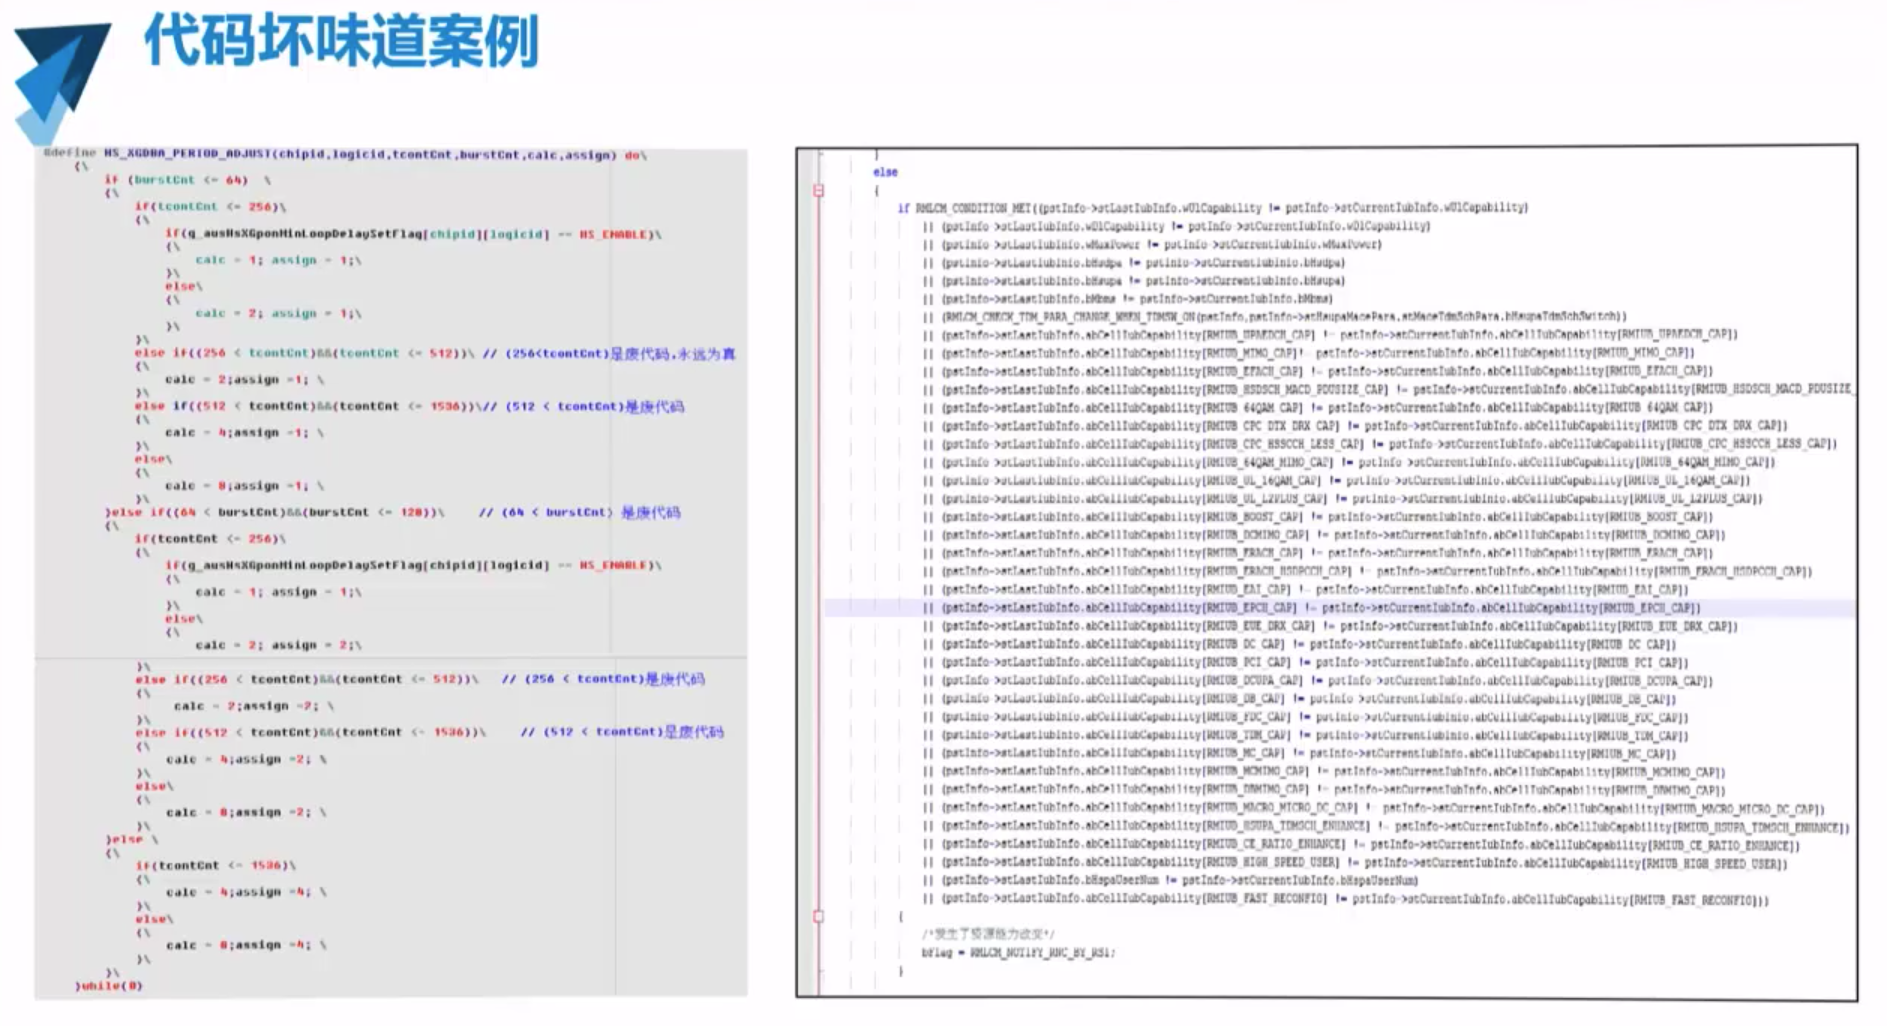 代码坏味道案例
#define HS_XGDBA_PERIOD_ADJUST(chipid,logicid,tcontCnt,burstCnt,calc,assign) do\
{\
if (burstCnt <= 64) \
{\
if(tcontCnt <= 256)\
{\
if(g_ausHsXGponMinLoopDelaySetFlag[chipid][logicid] == HS_ENABLE)\
{\
calc = 1; assign = 1;\
}\
else\
{\
calc = 2; assign = 1;\
}\
}\
else if((256 < tcontCnt)&&(tcontCnt <= 512))\ // (256<tcontCnt)是废代码,永远为真
{\
calc = 2;assign =1; \
}\
else if((512 < tcontCnt)&&(tcontCnt <= 1536))\// (512 < tcontCnt)是废代码
{\
calc = 4;assign =1; \
}\
else\
{\
calc = 8;assign =1; \
}\
}else if((64 < burstCnt)&&(burstCnt <= 128))\ // (64 < burstCnt) 是废代码
{\
if(tcontCnt <= 256)\
{\
if(g_ausHsXGponMinLoopDelaySetFlag[chipid][logicid] == HS_ENABLE)\
{\
calc = 1; assign = 1;\
}\
else\
{\
calc = 2; assign = 2;\
}\
else if((256 < tcontCnt)&&(tcontCnt <= 512))\ // (256 < tcontCnt)是废代码
{\
calc = 2;assign =2; \
}\
else if((512 < tcontCnt)&&(tcontCnt <= 1536))\ // (512 < tcontCnt)是废代码
{\
calc = 4;assign =2; \
}\
else\
{\
calc = 8;assign =2; \
}\
}else \
{\
if(tcontCnt <= 1536)\
{\
calc = 4;assign =4; \
}\
else\
{\
calc = 8;assign =4; \
}\
}\
}while(0)
}
else
{
if RMLCM_CONDITION_MET((pstInfo->stLastIubInfo.wUlCapability != pstInfo->stCurrentIubInfo.wUlCapability)
|| (pstInfo->stLastIubInfo.wDlCapability != pstInfo->stCurrentIubInfo.wDlCapability)
|| (pstInfo->stLastIubInfo.wMaxPower != pstInfo->stCurrentIubInfo.wMaxPower)
|| (pstInfo->stLastIubInfo.bHsdpa != pstInfo->stCurrentIubInfo.bHsdpa)
|| (pstInfo->stLastIubInfo.bHsupa != pstInfo->stCurrentIubInfo.bHsupa)
|| (pstInfo->stLastIubInfo.bMbms != pstInfo->stCurrentIubInfo.bMbms)
|| (RMLCM_CHECK_TDM_PARA_CHANGE_WHEN_TDMSW_ON(pstInfo,pstInfo->stHsupaMacePara.stMaceTdmSchPara.bHsupaTdmSchSwitch))
|| (pstInfo->stLastIubInfo.abCellIubCapability[RMIUB_UPAEDCH_CAP] != pstInfo->stCurrentIubInfo.abCellIubCapability[RMIUB_UPAEDCH_CAP])
|| (pstInfo->stLastIubInfo.abCellIubCapability[RMIUB_MIMO_CAP]!= pstInfo->stCurrentIubInfo.abCellIubCapability[RMIUB_MIMO_CAP])
|| (pstInfo->stLastIubInfo.abCellIubCapability[RMIUB_EFACH_CAP] != pstInfo->stCurrentIubInfo.abCellIubCapability[RMIUB_EFACH_CAP])
|| (pstInfo->stLastIubInfo.abCellIubCapability[RMIUB_HSDSCH_MACD_PDUSIZE_CAP] != pstInfo->stCurrentIubInfo.abCellIubCapability[RMIUB_HSDSCH_MACD_PDUSIZE_
|| (pstInfo->stLastIubInfo.abCellIubCapability[RMIUB_64QAM_CAP] != pstInfo->stCurrentIubInfo.abCellIubCapability[RMIUB_64QAM_CAP])
|| (pstInfo->stLastIubInfo.abCellIubCapability[RMIUB_CPC_DTX_DRX_CAP] != pstInfo->stCurrentIubInfo.abCellIubCapability[RMIUB_CPC_DTX_DRX_CAP])
|| (pstInfo->stLastIubInfo.abCellIubCapability[RMIUB_CPC_HSSCCH_LESS_CAP] != pstInfo->stCurrentIubInfo.abCellIubCapability[RMIUB_CPC_HSSCCH_LESS_CAP])
|| (pstInfo->stLastIubInfo.abCellIubCapability[RMIUB_64QAM_MIMO_CAP] != pstInfo->stCurrentIubInfo.abCellIubCapability[RMIUB_64QAM_MIMO_CAP])
|| (pstInfo->stLastIubInfo.abCellIubCapability[RMIUB_UL_16QAM_CAP] != pstInfo->stCurrentIubInfo.abCellIubCapability[RMIUB_UL_16QAM_CAP])
|| (pstInfo->stLastIubInfo.abCellIubCapability[RMIUB_UL_L2PLUS_CAP] != pstInfo->stCurrentIubInfo.abCellIubCapability[RMIUB_UL_L2PLUS_CAP])
|| (pstInfo->stLastIubInfo.abCellIubCapability[RMIUB_BOOST_CAP] != pstInfo->stCurrentIubInfo.abCellIubCapability[RMIUB_BOOST_CAP])
|| (pstInfo->stLastIubInfo.abCellIubCapability[RMIUB_DCMIMO_CAP] != pstInfo->stCurrentIubInfo.abCellIubCapability[RMIUB_DCMIMO_CAP])
|| (pstInfo->stLastIubInfo.abCellIubCapability[RMIUB_ERACH_CAP] != pstInfo->stCurrentIubInfo.abCellIubCapability[RMIUB_ERACH_CAP])
|| (pstInfo->stLastIubInfo.abCellIubCapability[RMIUB_ERACH_HSDPCCH_CAP] != pstInfo->stCurrentIubInfo.abCellIubCapability[RMIUB_ERACH_HSDPCCH_CAP])
|| (pstInfo->stLastIubInfo.abCellIubCapability[RMIUB_EAI_CAP] != pstInfo->stCurrentIubInfo.abCellIubCapability[RMIUB_EAI_CAP])
|| (pstInfo->stLastIubInfo.abCellIubCapability[RMIUB_EPCH_CAP] != pstInfo->stCurrentIubInfo.abCellIubCapability[RMIUB_EPCH_CAP])
|| (pstInfo->stLastIubInfo.abCellIubCapability[RMIUB_EUE_DRX_CAP] != pstInfo->stCurrentIubInfo.abCellIubCapability[RMIUB_EUE_DRX_CAP])
|| (pstInfo->stLastIubInfo.abCellIubCapability[RMIUB_DC_CAP] != pstInfo->stCurrentIubInfo.abCellIubCapability[RMIUB_DC_CAP])
|| (pstInfo->stLastIubInfo.abCellIubCapability[RMIUB_PCI_CAP] != pstInfo->stCurrentIubInfo.abCellIubCapability[RMIUB_PCI_CAP])
|| (pstInfo->stLastIubInfo.abCellIubCapability[RMIUB_DCUPA_CAP] != pstInfo->stCurrentIubInfo.abCellIubCapability[RMIUB_DCUPA_CAP])
|| (pstInfo->stLastIubInfo.abCellIubCapability[RMIUB_DB_CAP] != pstInfo->stCurrentIubInfo.abCellIubCapability[RMIUB_DB_CAP])
|| (pstInfo->stLastIubInfo.abCellIubCapability[RMIUB_FDC_CAP] != pstInfo->stCurrentIubInfo.abCellIubCapability[RMIUB_FDC_CAP])
|| (pstInfo->stLastIubInfo.abCellIubCapability[RMIUB_TDM_CAP] != pstInfo->stCurrentIubInfo.abCellIubCapability[RMIUB_TDM_CAP])
|| (pstInfo->stLastIubInfo.abCellIubCapability[RMIUB_MC_CAP] != pstInfo->stCurrentIubInfo.abCellIubCapability[RMIUB_MC_CAP])
|| (pstInfo->stLastIubInfo.abCellIubCapability[RMIUB_MCMIMO_CAP] != pstInfo->stCurrentIubInfo.abCellIubCapability[RMIUB_MCMIMO_CAP])
|| (pstInfo->stLastIubInfo.abCellIubCapability[RMIUB_DBMIMO_CAP] != pstInfo->stCurrentIubInfo.abCellIubCapability[RMIUB_DBMIMO_CAP])
|| (pstInfo->stLastIubInfo.abCellIubCapability[RMIUB_MACRO_MICRO_DC_CAP] != pstInfo->stCurrentIubInfo.abCellIubCapability[RMIUB_MACRO_MICRO_DC_CAP])
|| (pstInfo->stLastIubInfo.abCellIubCapability[RMIUB_HSUPA_TDMSCH_ENHANCE] != pstInfo->stCurrentIubInfo.abCellIubCapability[RMIUB_HSUPA_TDMSCH_ENHANCE])
|| (pstInfo->stLastIubInfo.abCellIubCapability[RMIUB_CE_RATIO_ENHANCE] != pstInfo->stCurrentIubInfo.abCellIubCapability[RMIUB_CE_RATIO_ENHANCE])
|| (pstInfo->stLastIubInfo.abCellIubCapability[RMIUB_HIGH_SPEED_USER] != pstInfo->stCurrentIubInfo.abCellIubCapability[RMIUB_HIGH_SPEED_USER])
|| (pstInfo->stLastIubInfo.bHspaUserNum != pstInfo->stCurrentIubInfo.bHspaUserNum)
|| (pstInfo->stLastIubInfo.abCellIubCapability[RMIUB_FAST_RECONFIG] != pstInfo->stCurrentIubInfo.abCellIubCapability[RMIUB_FAST_RECONFIG]))
{
/*发生了资源能力改变*/
bFlag = RMLCM_NOTIFY_RNC_BY_RSI;
}